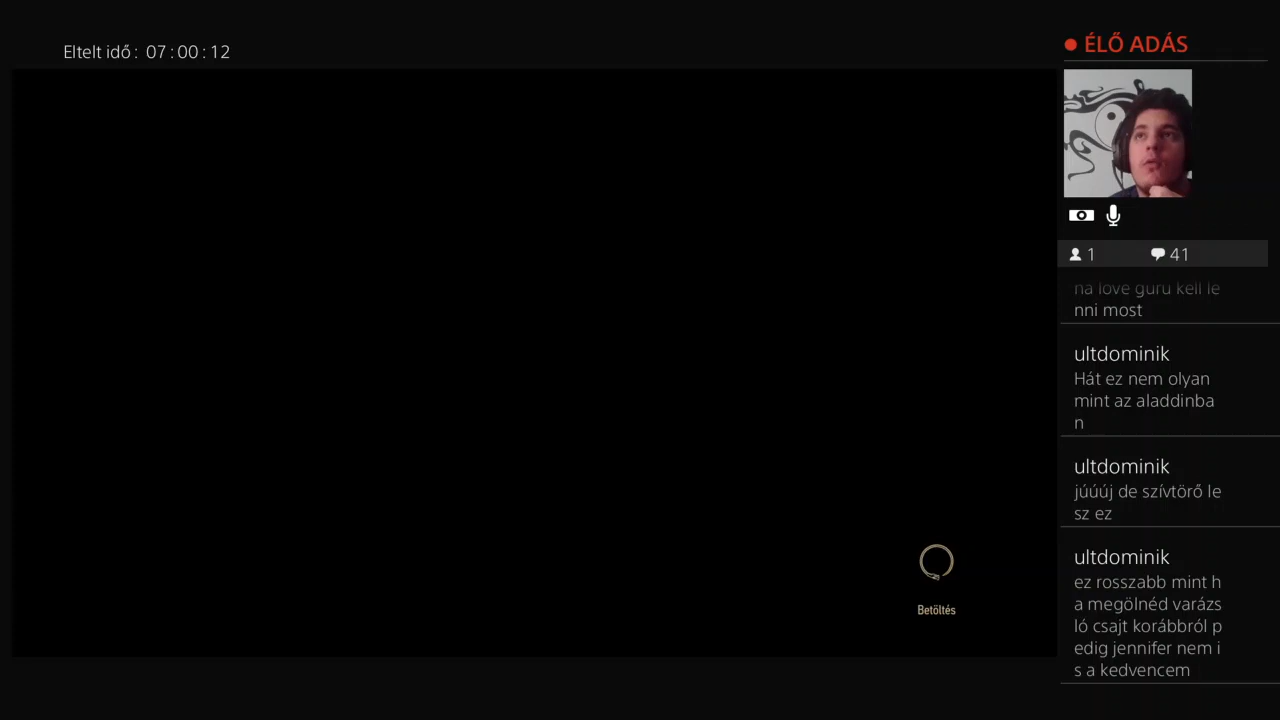 Eltelt idő : 07 : 00 : 12
ÉLŐ ADÁS
1
41
na love guru kell le
nni most
ultdominik
Hát ez nem olyan
mint az aladdinba
n
ultdominik
júúúj de szívtörő le
sz ez
ultdominik
ez rosszabb mint h
a megölnéd varázs
ló csajt korábbról p
edig jennifer nem i
s a kedvencem
Betöltés